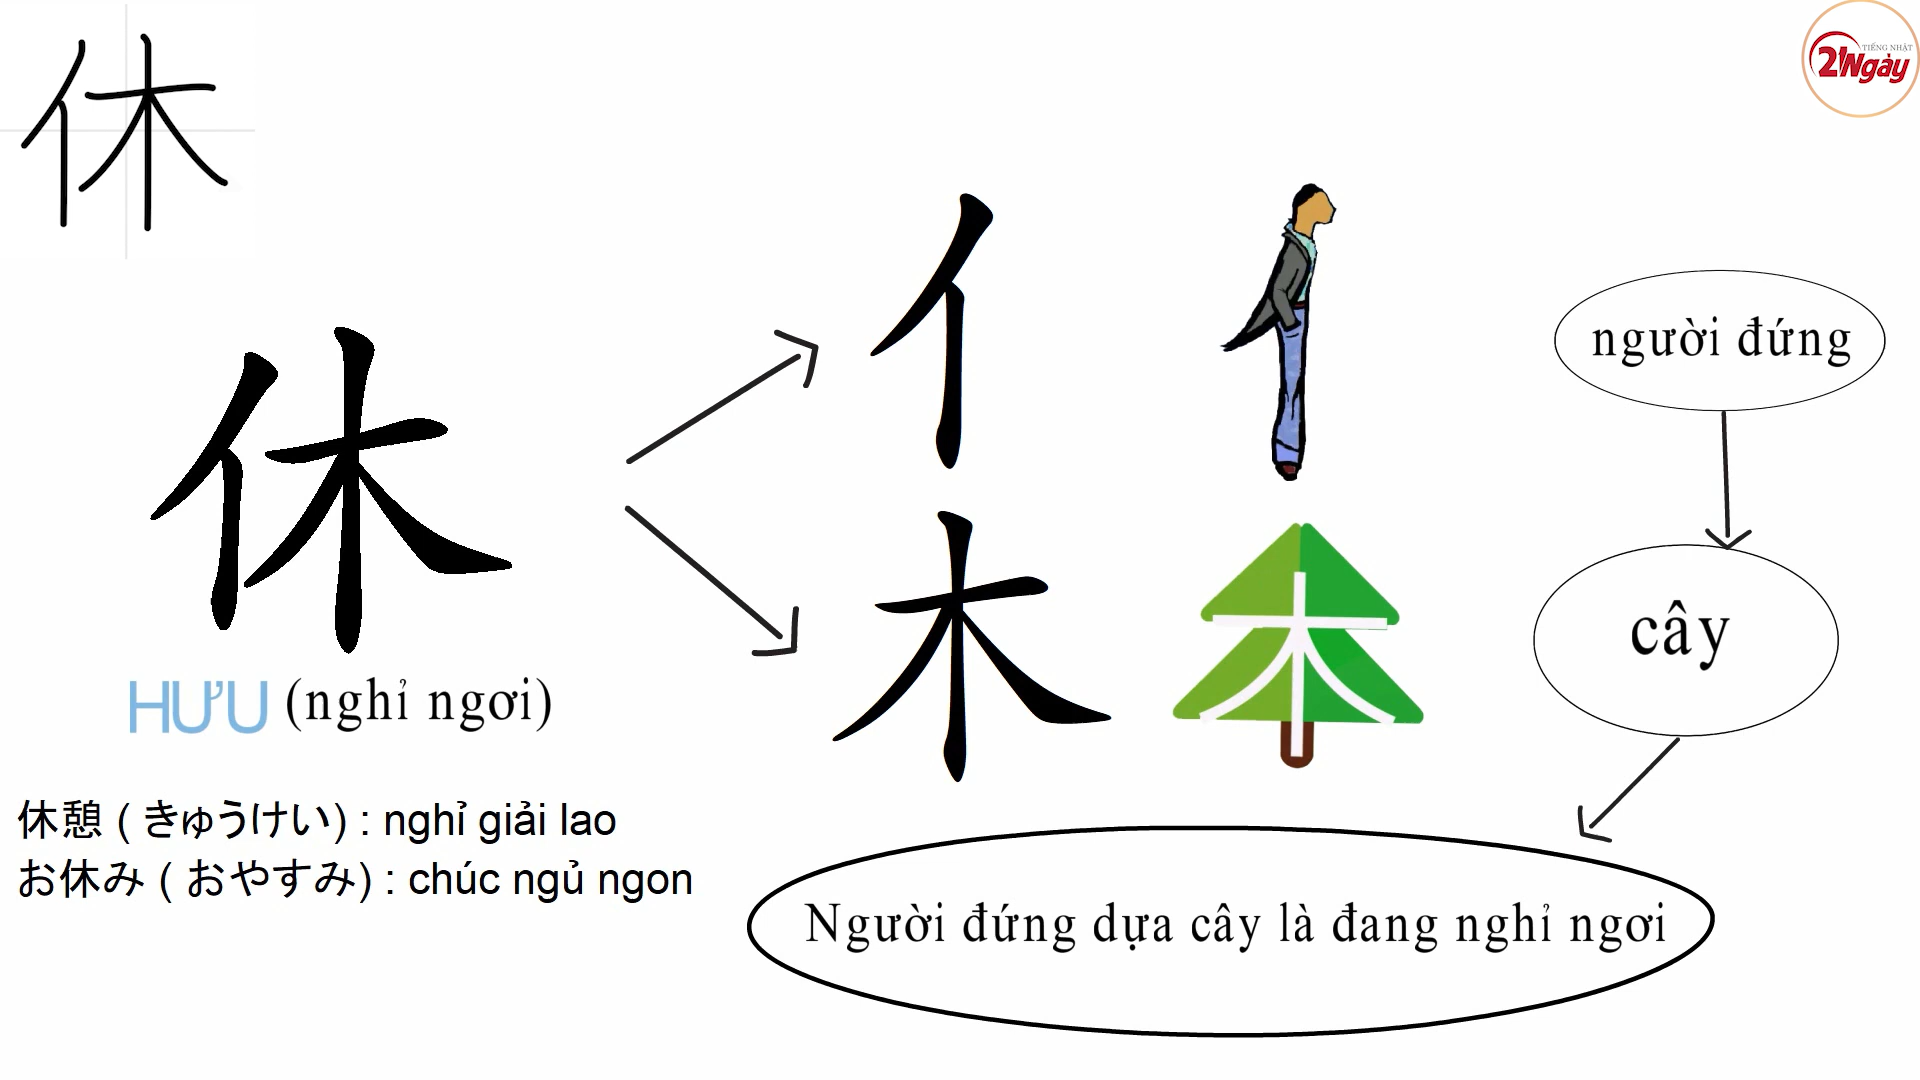 休
TIẾNG NHẬT
21Ngày
休
HƯU (nghỉ ngơi)
休憩 ( きゅうけい) : nghỉ giải lao
お休み ( おやすみ) : chúc ngủ ngon
亻
木
木
người đứng
cây
Người đứng dựa cây là đang nghỉ ngơi